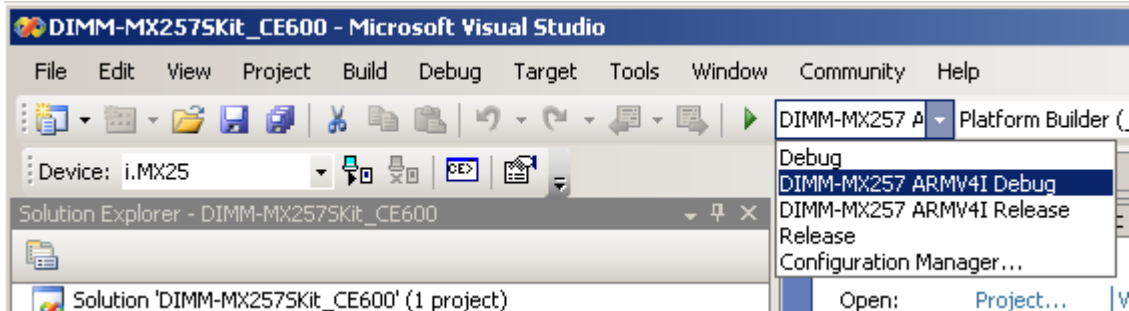 DIMM-MX257SKit_CE600 - Microsoft Visual Studio
File Edit View Project Build Debug Target Tools Window Community Help
DIMM-MX257 A Platform Builder (_
Device: i.MX25
CE>
Debug
DIMM-MX257 ARMV4I Debug
DIMM-MX257 ARMV4I Release
Release
Configuration Manager...
Solution Explorer - DIMM-MX257SKit_CE600
Solution 'DIMM-MX257SKit_CE600' (1 project)
Open: Project...